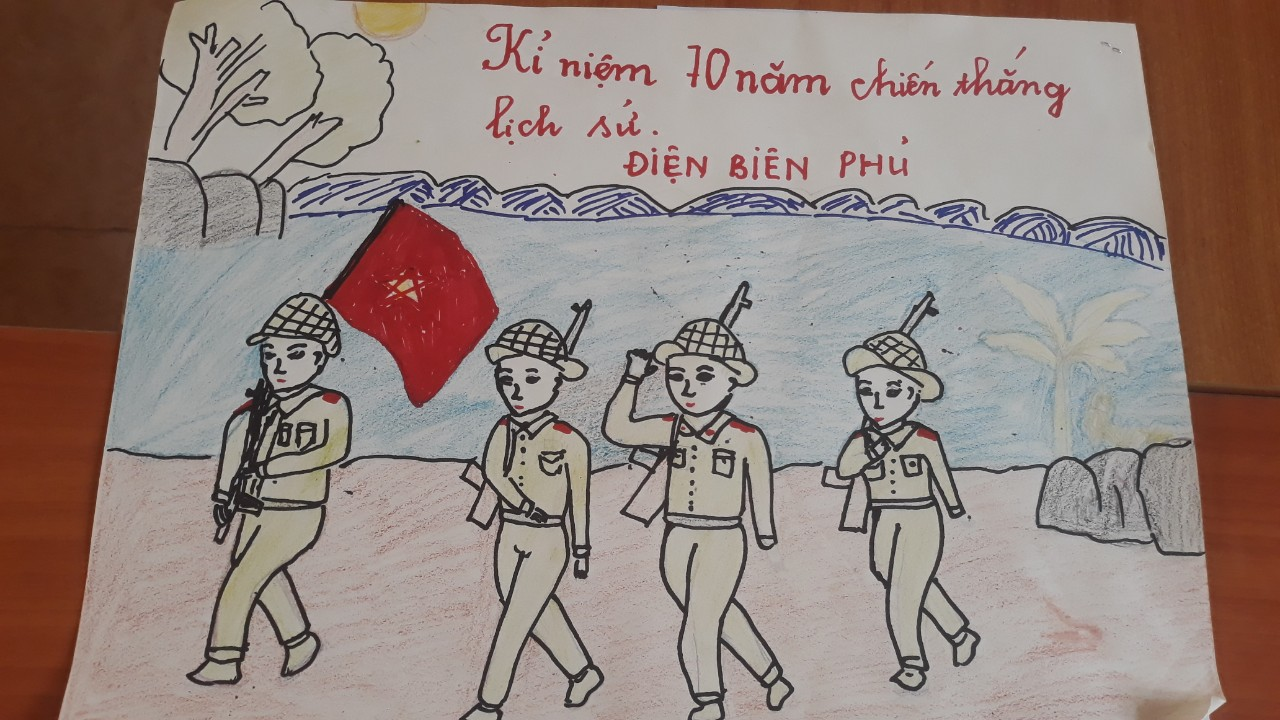 Kỉ niệm 70 năm chiến thắng
lịch sử.
ĐIỆN BIÊN PHỦ